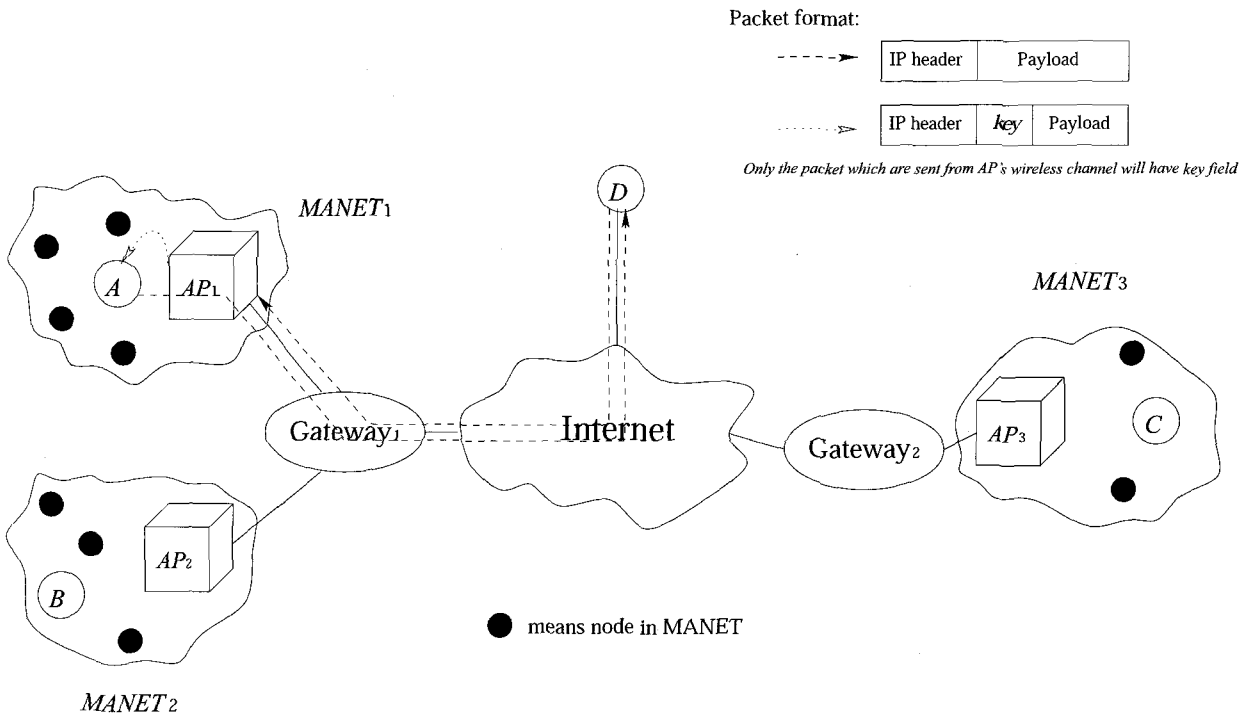 Packet format:
IP header Payload
IP header key Payload
Only the packet which are sent from AP's wireless channel will have key field
D
MANET1
A
AP1
MANET3
Gateway1
Internet
Gateway2
AP3
C
AP2
B
means node in MANET
MANET2